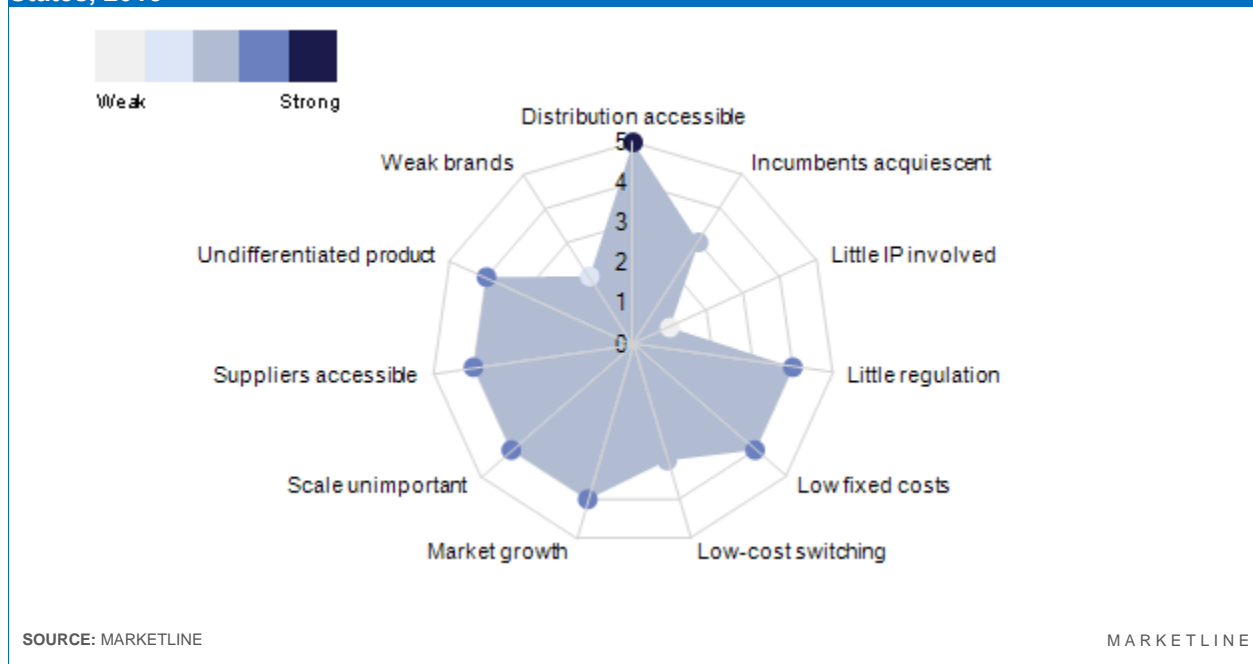 Weak Strong
Distribution accessible
Weak brands
Incumbents acquiescent
Undifferentiated product
Little IP involved
5
4
3
2
1
0
Suppliers accessible
Little regulation
Scale unimportant
Low fixed costs
Market growth
Low-cost switching
SOURCE: MARKETLINE
MARKETLINE